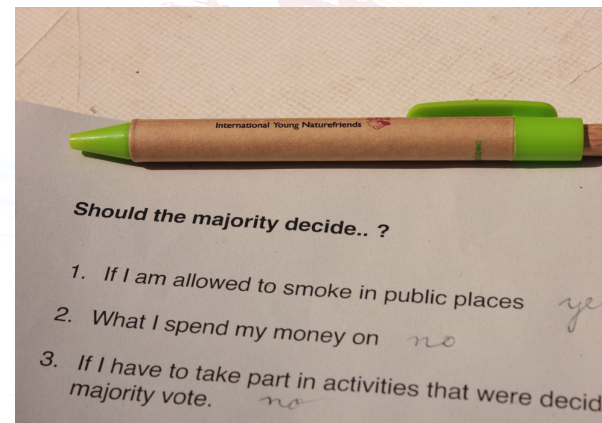 International Young Naturefriends
Should the majority decide.. ?
1. If I am allowed to smoke in public places
2. What I spend my money on no
3. If I have to take part in activities that were decid
majority vote. no